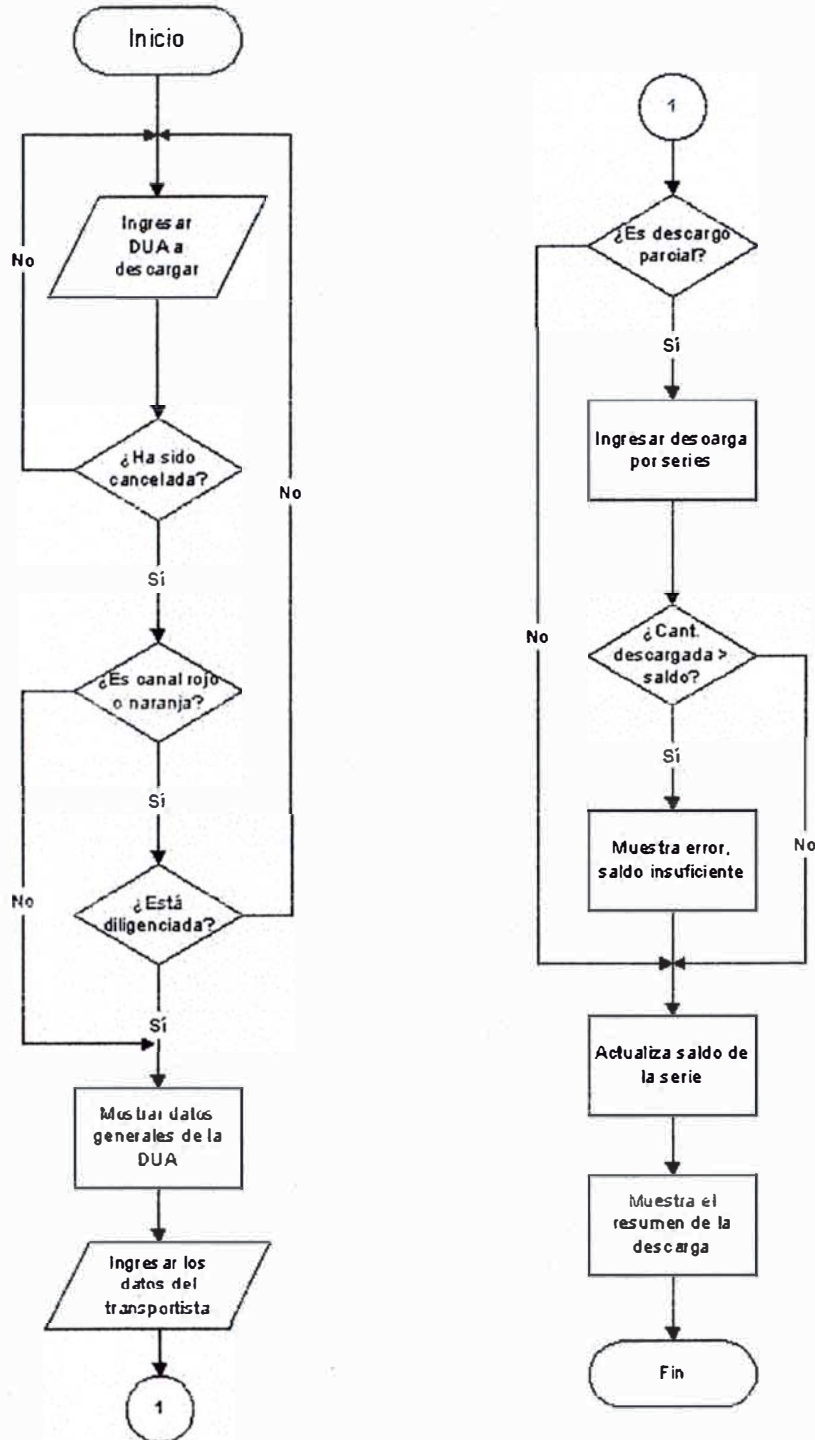 Inicio
Ingresar
DUA a
descargar
No
¿Ha sido
cancelada?
No
Sí
¿Es canal rojo
o naranja?
Sí
No
¿Está
diligenciada?
Sí
Mostrar datos
generales de la
DUA
Ingresar los
datos del
transportista
1
1
¿Es descargo
parcial?
Sí
Ingresar descarga
por series
No
¿Cant.
descargada >
saldo?
Sí
Muestra error,
saldo insuficiente
No
Actualiza saldo de
la serie
Muestra el
resumen de la
descarga
Fin